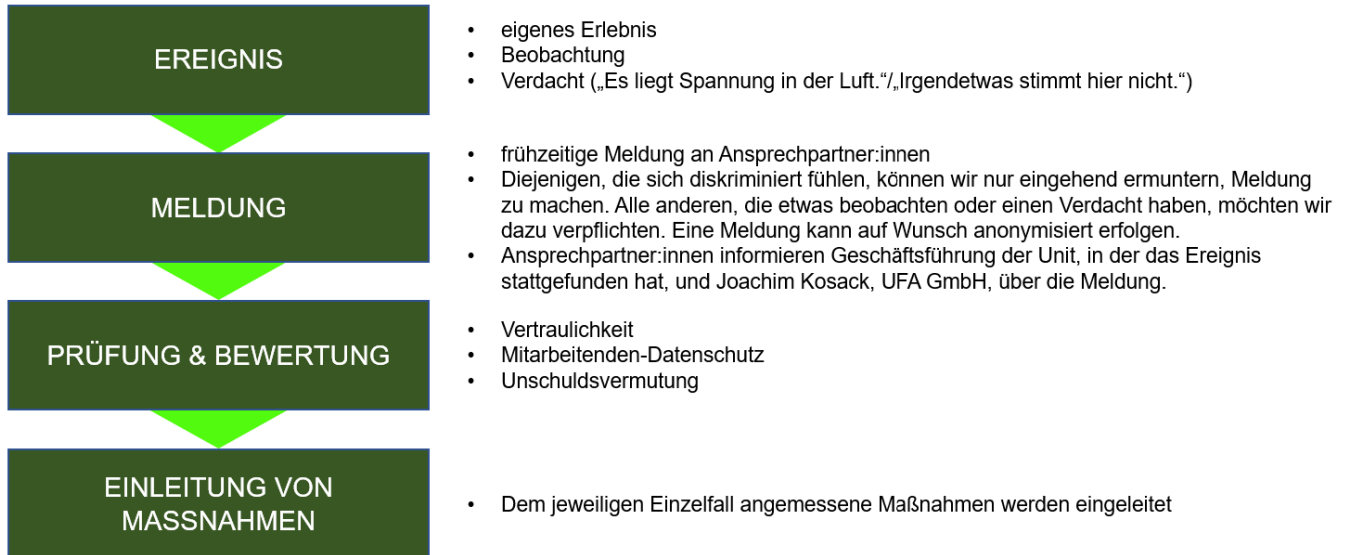 EREIGNIS
• eigenes Erlebnis
• Beobachtung
• Verdacht („Es liegt Spannung in der Luft.“/„Irgendetwas stimmt hier nicht.“)
MELDUNG
• frühzeitige Meldung an Ansprechpartner:innen
• Diejenigen, die sich diskriminiert fühlen, können wir nur eingehend ermuntern, Meldung
zu machen. Alle anderen, die etwas beobachten oder einen Verdacht haben, möchten wir
dazu verpflichten. Eine Meldung kann auf Wunsch anonymisiert erfolgen.
• Ansprechpartner:innen informieren Geschäftsführung der Unit, in der das Ereignis
stattgefunden hat, und Joachim Kosack, UFA GmbH, über die Meldung.
PRÜFUNG & BEWERTUNG
• Vertraulichkeit
• Mitarbeitenden-Datenschutz
• Unschuldsvermutung
EINLEITUNG VON
MASSNAHMEN
• Dem jeweiligen Einzelfall angemessene Maßnahmen werden eingeleitet